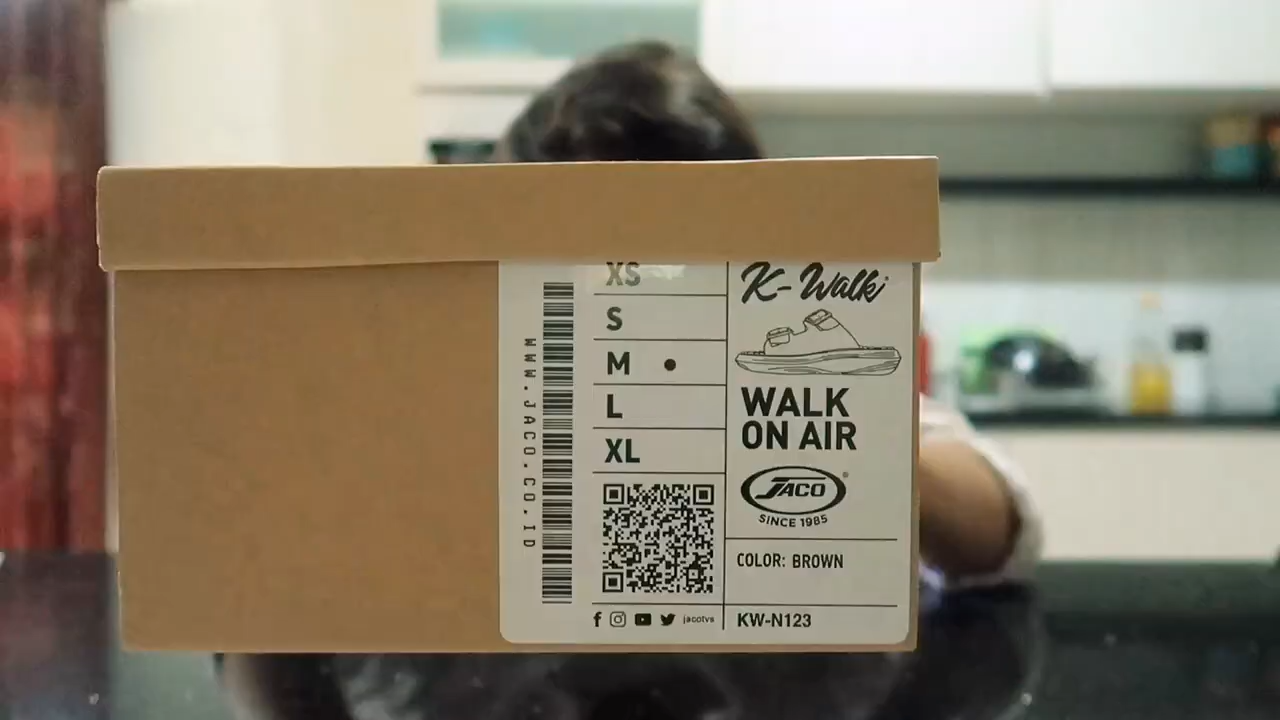 WWW.JACO.CO.ID
XS
S
M
L
XL
K-Walk
WALK
ON AIR
JACO®
SINCE 1985
COLOR: BROWN
jacotvs
KW-N123